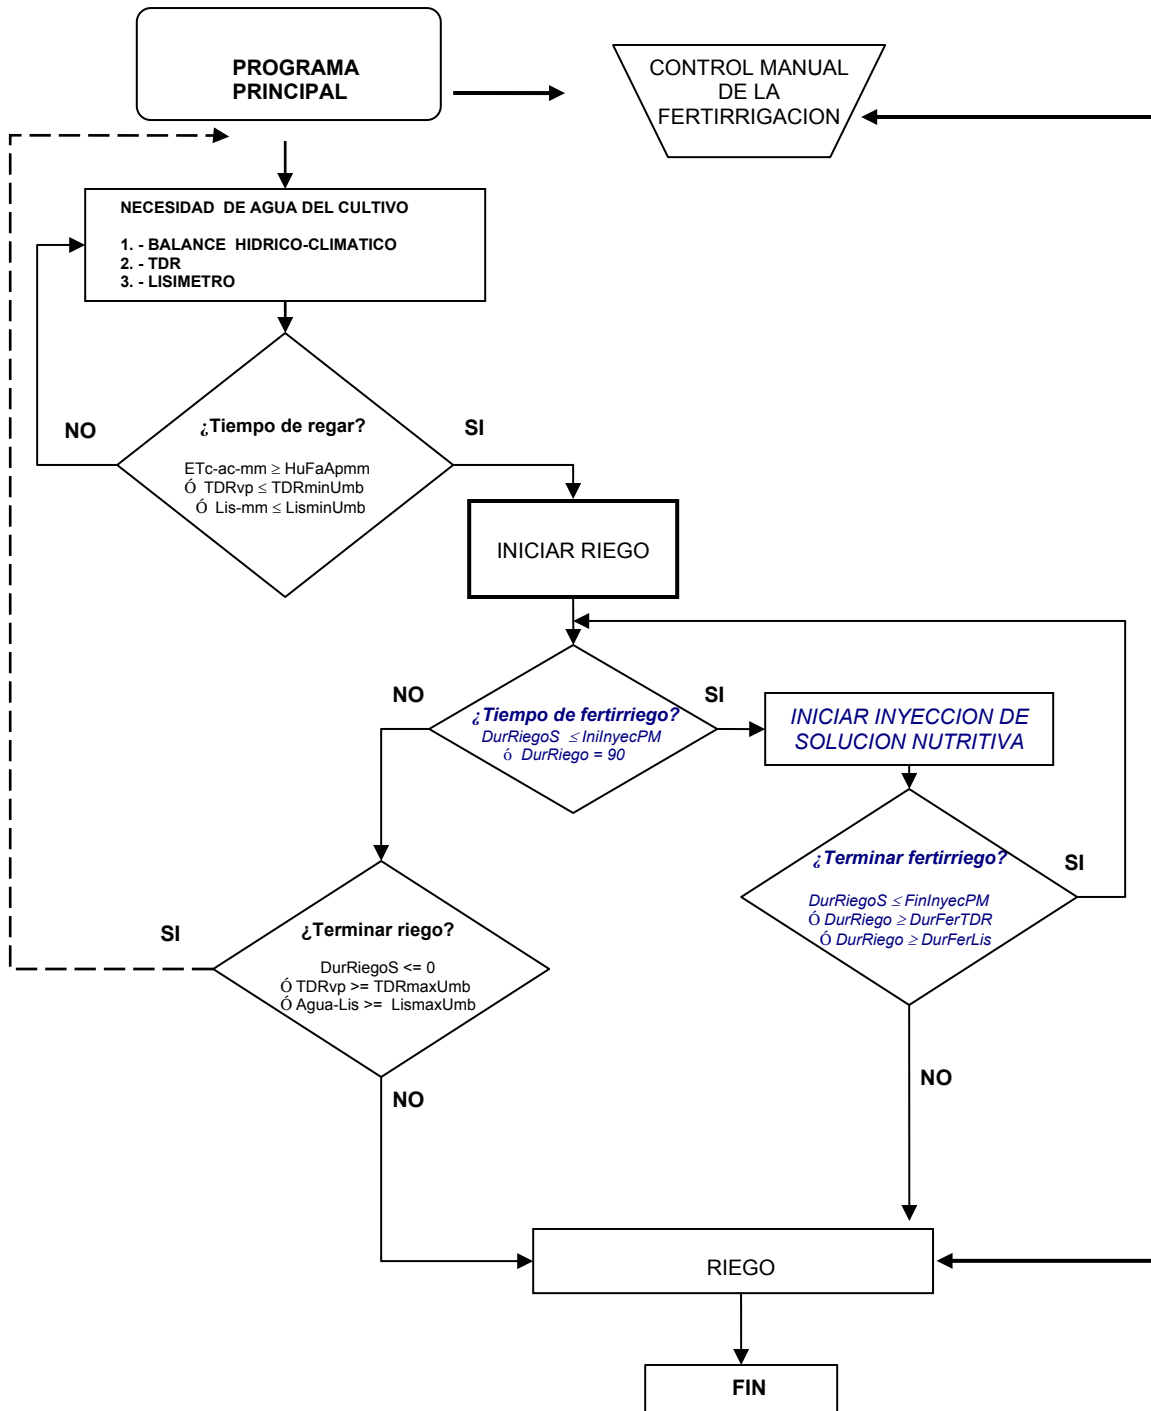 PROGRAMA
PRINCIPAL
CONTROL MANUAL
DE LA
FERTIRRIGACION
NECESIDAD DE AGUA DEL CULTIVO
1. - BALANCE HIDRICO-CLIMATICO
2. - TDR
3. - LISIMETRO
NO
¿Tiempo de regar?
SI
ETc-ac-mm ≥ HuFaApmm
Ó TDRvp ≤ TDRminUmb
Ó Lis-mm ≤ LisminUmb
INICIAR RIEGO
NO
¿Tiempo de fertirriego?
SI
DurRiegoS ≤ IniInyecPM
ó DurRiego = 90
INICIAR INYECCION DE
SOLUCION NUTRITIVA
¿Terminar fertirriego?
SI
DurRiegoS ≤ FinInyecPM
Ó DurRiego ≥ DurFerTDR
Ó DurRiego ≥ DurFerLis
SI
¿Terminar riego?
DurRiegoS <= 0
Ó TDRvp >= TDRmaxUmb
Ó Agua-Lis >= LismaxUmb
NO
NO
RIEGO
FIN